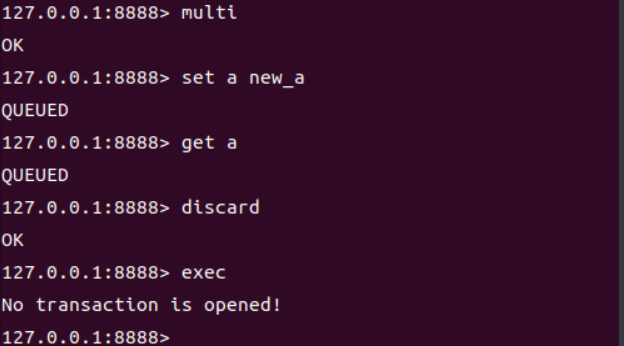 127.0.0.1:8888> multi
OK
127.0.0.1:8888> set a new_a
QUEUED
127.0.0.1:8888> get a
QUEUED
127.0.0.1:8888> discard
OK
127.0.0.1:8888> exec
No transaction is opened!
127.0.0.1:8888>